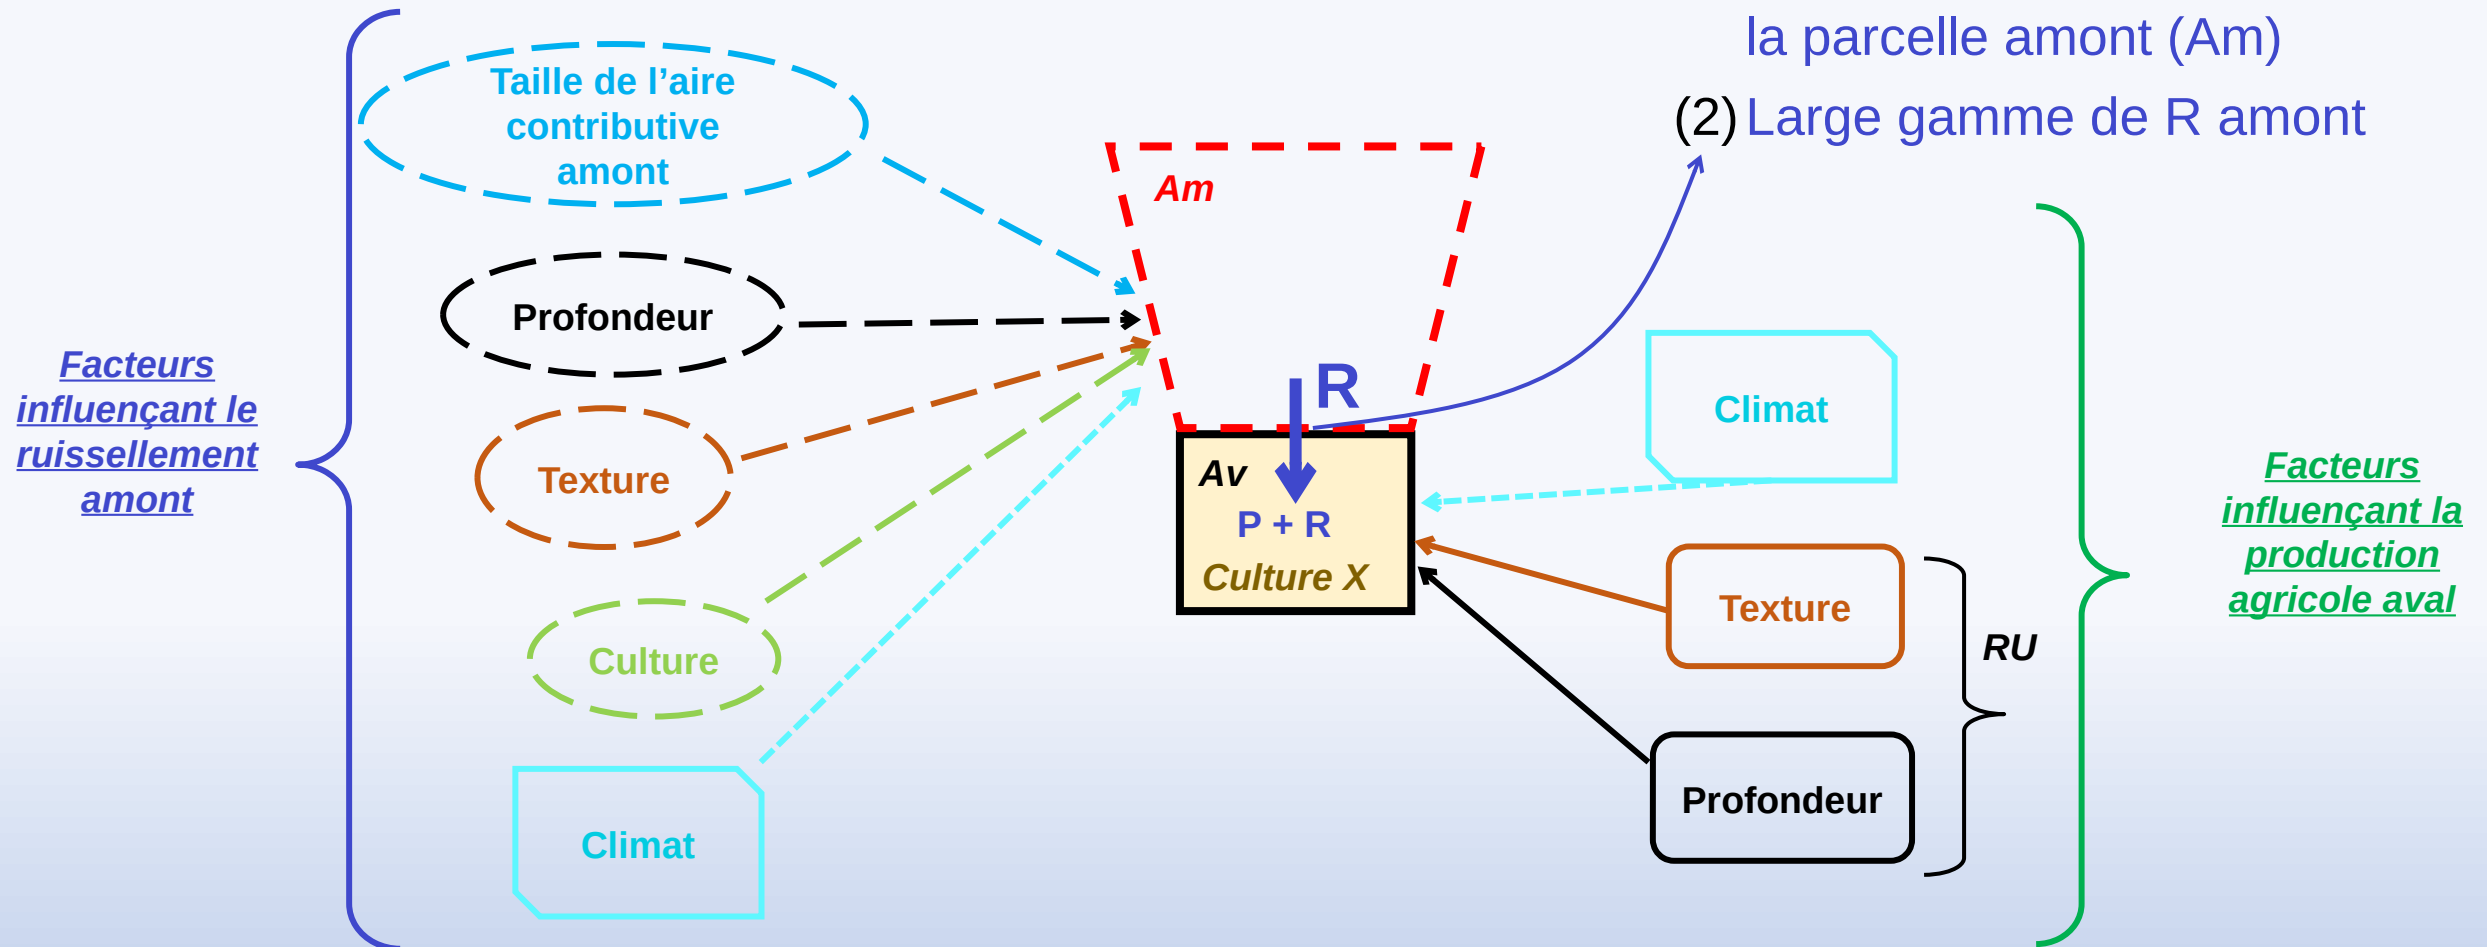 la parcelle amont (Am)
(2) Large gamme de R amont
Facteurs
influençant le
ruissellement
amont
Taille de l’aire
contributive
amont
Profondeur
Texture
Culture
Climat
Am
R
Av
P + R
Culture X
Climat
Texture
Profondeur
RU
Facteurs
influençant la
production
agricole aval